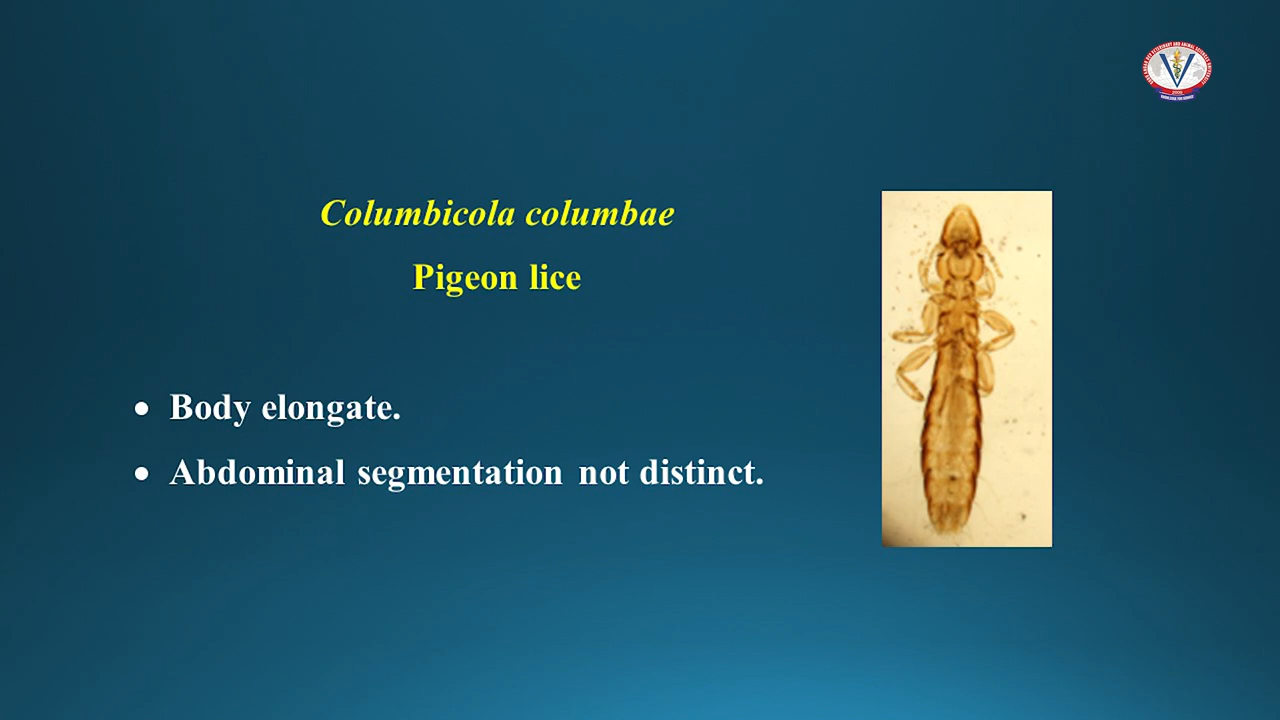 Columbicola columbae
Pigeon lice
• Body elongate.
• Abdominal segmentation not distinct.